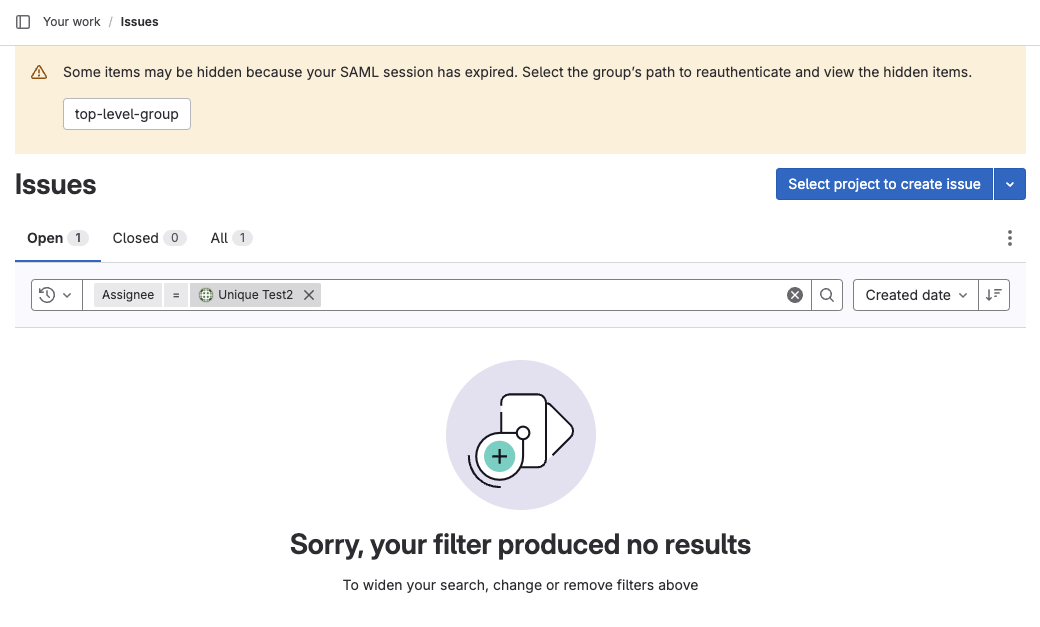 Your work / Issues
Some items may be hidden because your SAML session has expired. Select the group’s path to reauthenticate and view the hidden items.
top-level-group
Issues
Select project to create issue
Open 1 Closed 0 All 1
Assignee = Unique Test2
Created date
Sorry, your filter produced no results
To widen your search, change or remove filters above